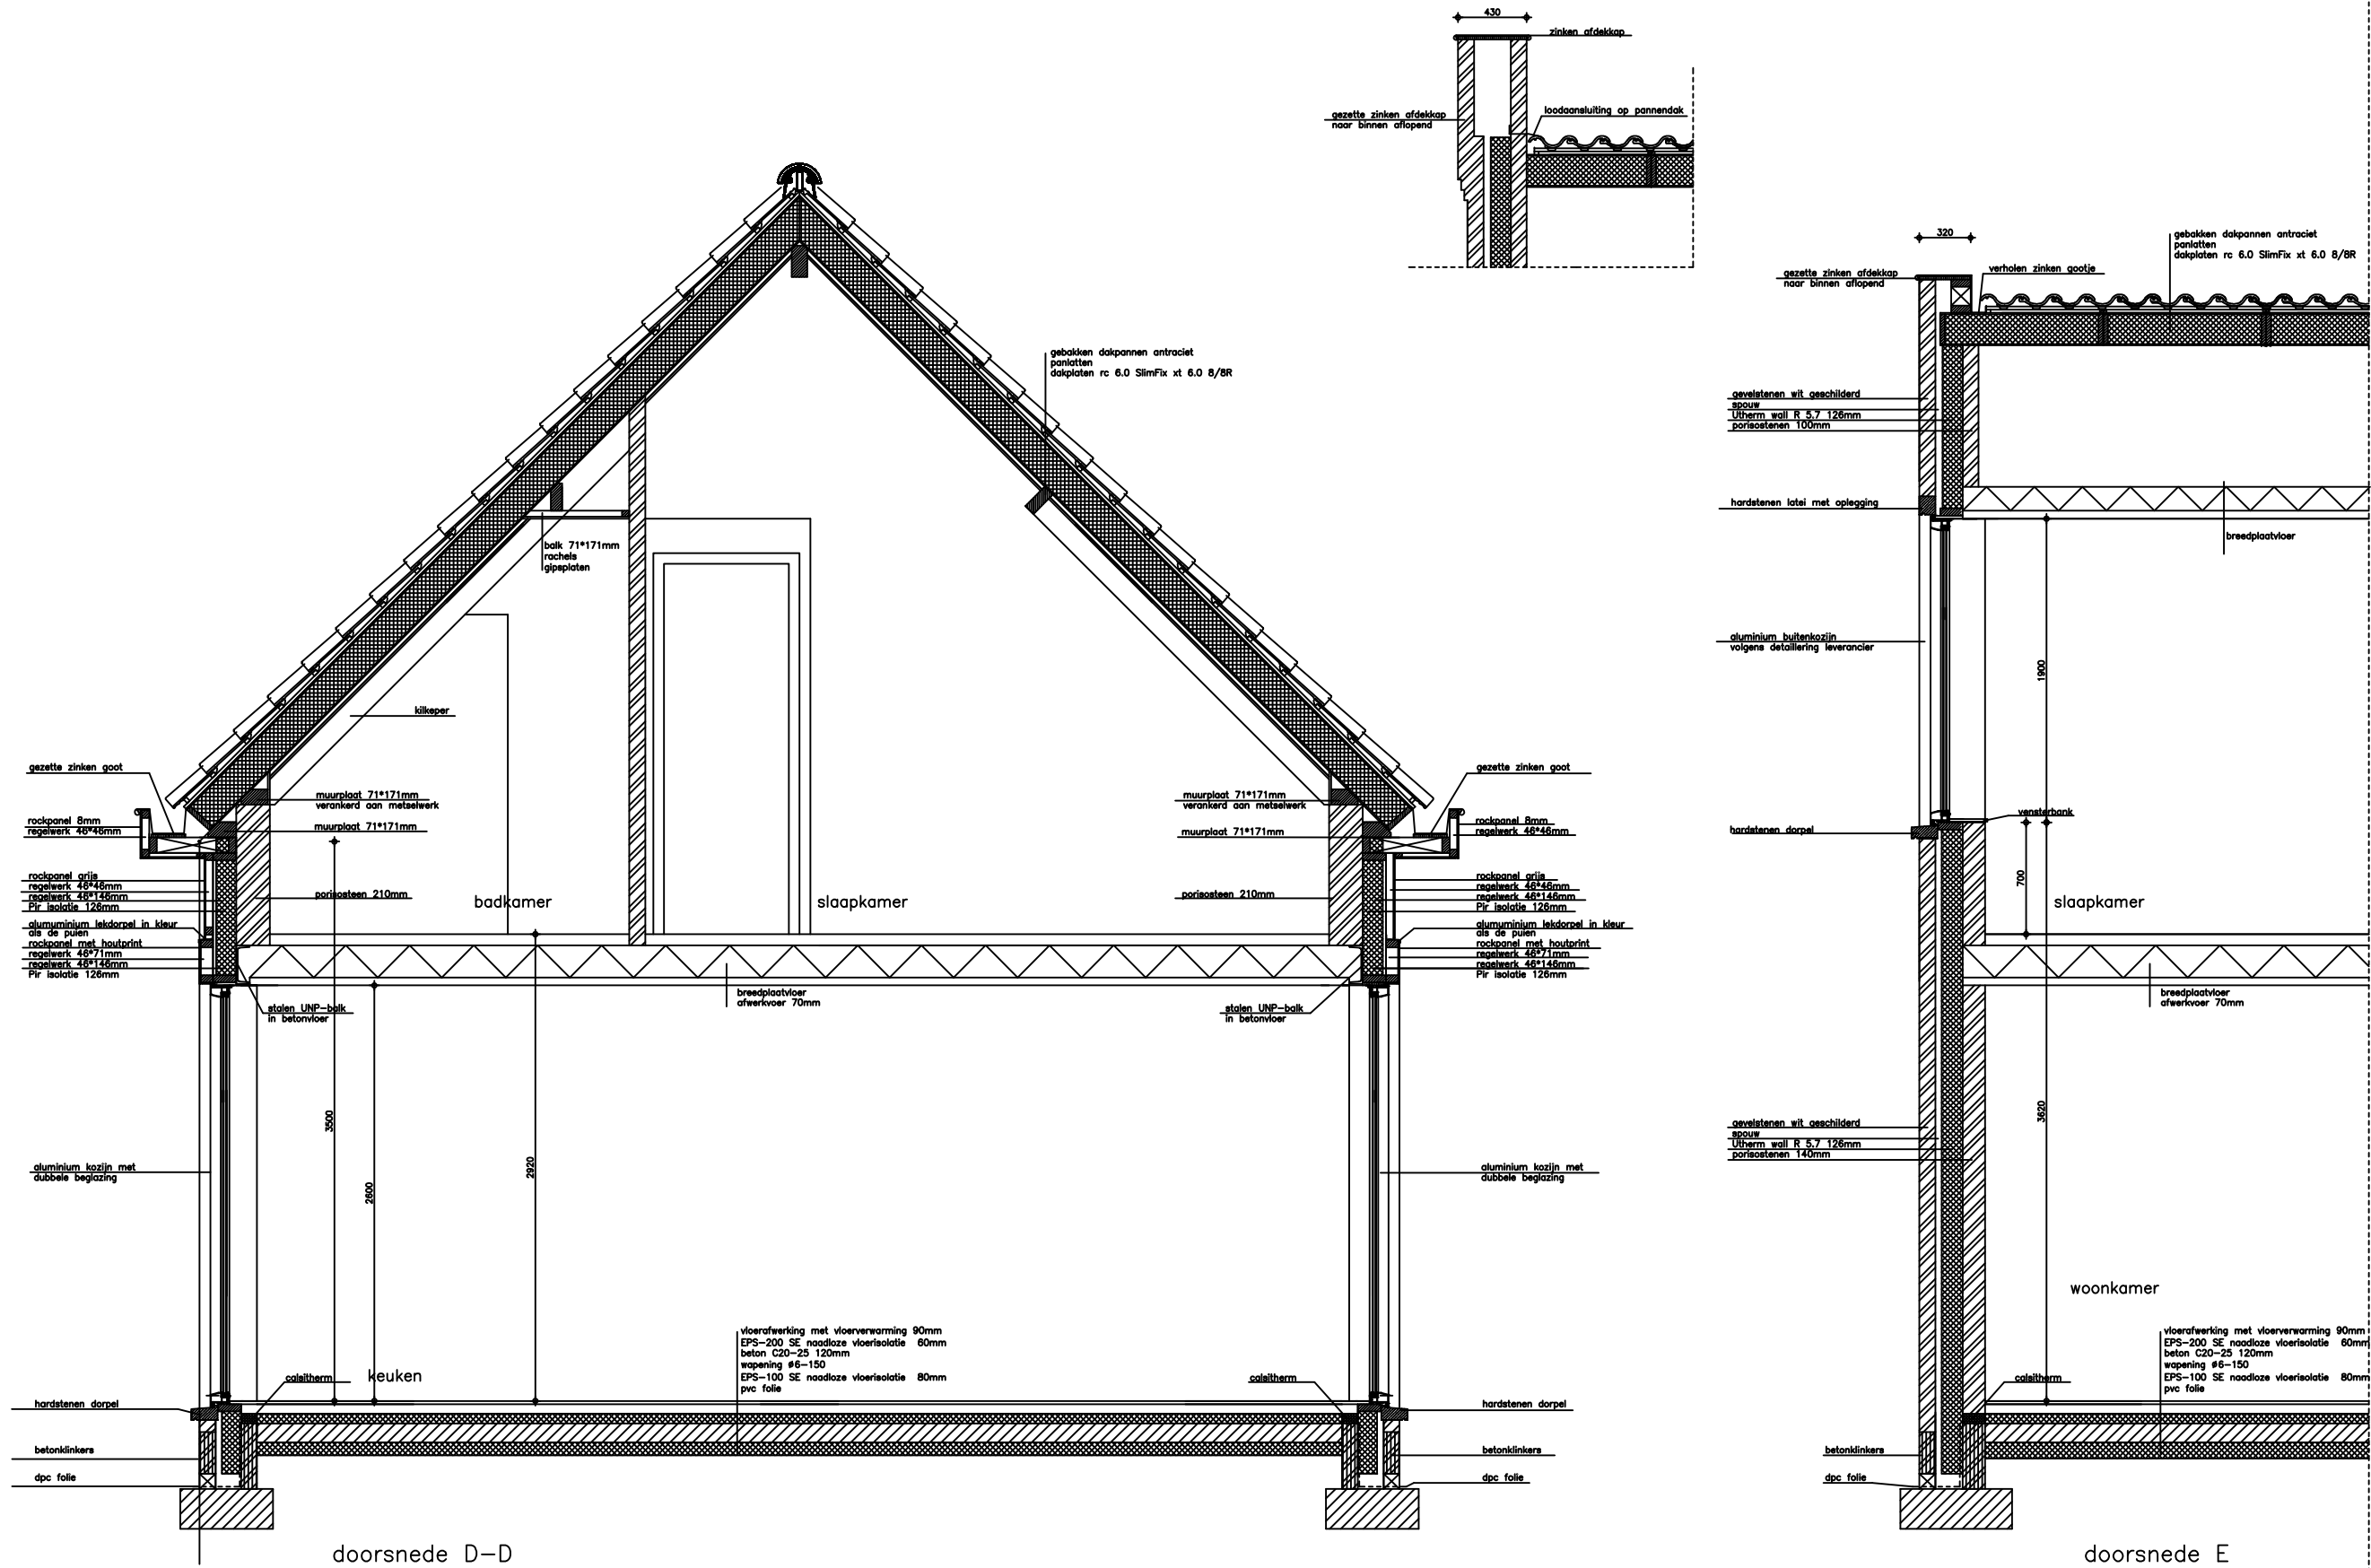 430
zinken afdekkap
gezette zinken afdekkap
naar binnen aflopend
loodaansluiting op pannendak
gebakken dakpannen antraciet
panlatten
dakplaten rc 6.0 SlimFix xt 6.0 8/8R
balk 71*171mm
rachels
gipsplaten
kilkeper
gezette zinken goot
rockpanel 8mm
regelwerk 46*46mm
muurplaat 71*171mm
verankerd aan metselwerk
muurplaat 71*171mm
rockpanel grijs
regelwerk 46*46mm
regelwerk 46*146mm
Pir isolatie 126mm
alumuminium lekdorpel in kleur
als de puien
rockpanel met houtprint
regelwerk 46*71mm
regelwerk 46*146mm
Pir isolatie 126mm
porisosteen 210mm
badkamer
slaapkamer
muurplaat 71*171mm
verankerd aan metselwerk
muurplaat 71*171mm
porisosteen 210mm
gezette zinken goot
rockpanel 8mm
regelwerk 46*46mm
rockpanel grijs
regelwerk 46*46mm
regelwerk 46*146mm
Pir isolatie 126mm
alumuminium lekdorpel in kleur
als de puien
rockpanel met houtprint
regelwerk 46*71mm
regelwerk 46*146mm
Pir isolatie 126mm
stalen UNP-balk
in betonvloer
breedplaatvloer
afwerkvoer 70mm
stalen UNP-balk
in betonvloer
3500
2600
2920
aluminium kozijn met
dubbele beglazing
aluminium kozijn met
dubbele beglazing
vloerafwerking met vloerverwarming 90mm
EPS-200 SE naadloze vloerisolatie 60mm
beton C20-25 120mm
wapening ø6-150
EPS-100 SE naadloze vloerisolatie 80mm
pvc folie
calsitherm
keuken
calsitherm
hardstenen dorpel
betonklinkers
dpc folie
hardstenen dorpel
betonklinkers
dpc folie
doorsnede D-D
320
gezette zinken afdekkap
naar binnen aflopend
verholen zinken gootje
gebakken dakpannen antraciet
panlatten
dakplaten rc 6.0 SlimFix xt 6.0 8/8R
gevelstenen wit geschilderd
spouw
Utherm wall R 5.7 126mm
porisostenen 100mm
hardstenen latei met oplegging
breedplaatvloer
aluminium buitenkozijn
volgens detaillering leverancier
1900
vensterbank
hardstenen dorpel
700
slaapkamer
breedplaatvloer
afwerkvoer 70mm
3620
gevelstenen wit geschilderd
spouw
Utherm wall R 5.7 126mm
porisostenen 140mm
woonkamer
vloerafwerking met vloerverwarming 90mm
EPS-200 SE naadloze vloerisolatie 60mm
beton C20-25 120mm
wapening ø6-150
EPS-100 SE naadloze vloerisolatie 80mm
pvc folie
calsitherm
betonklinkers
dpc folie
doorsnede E